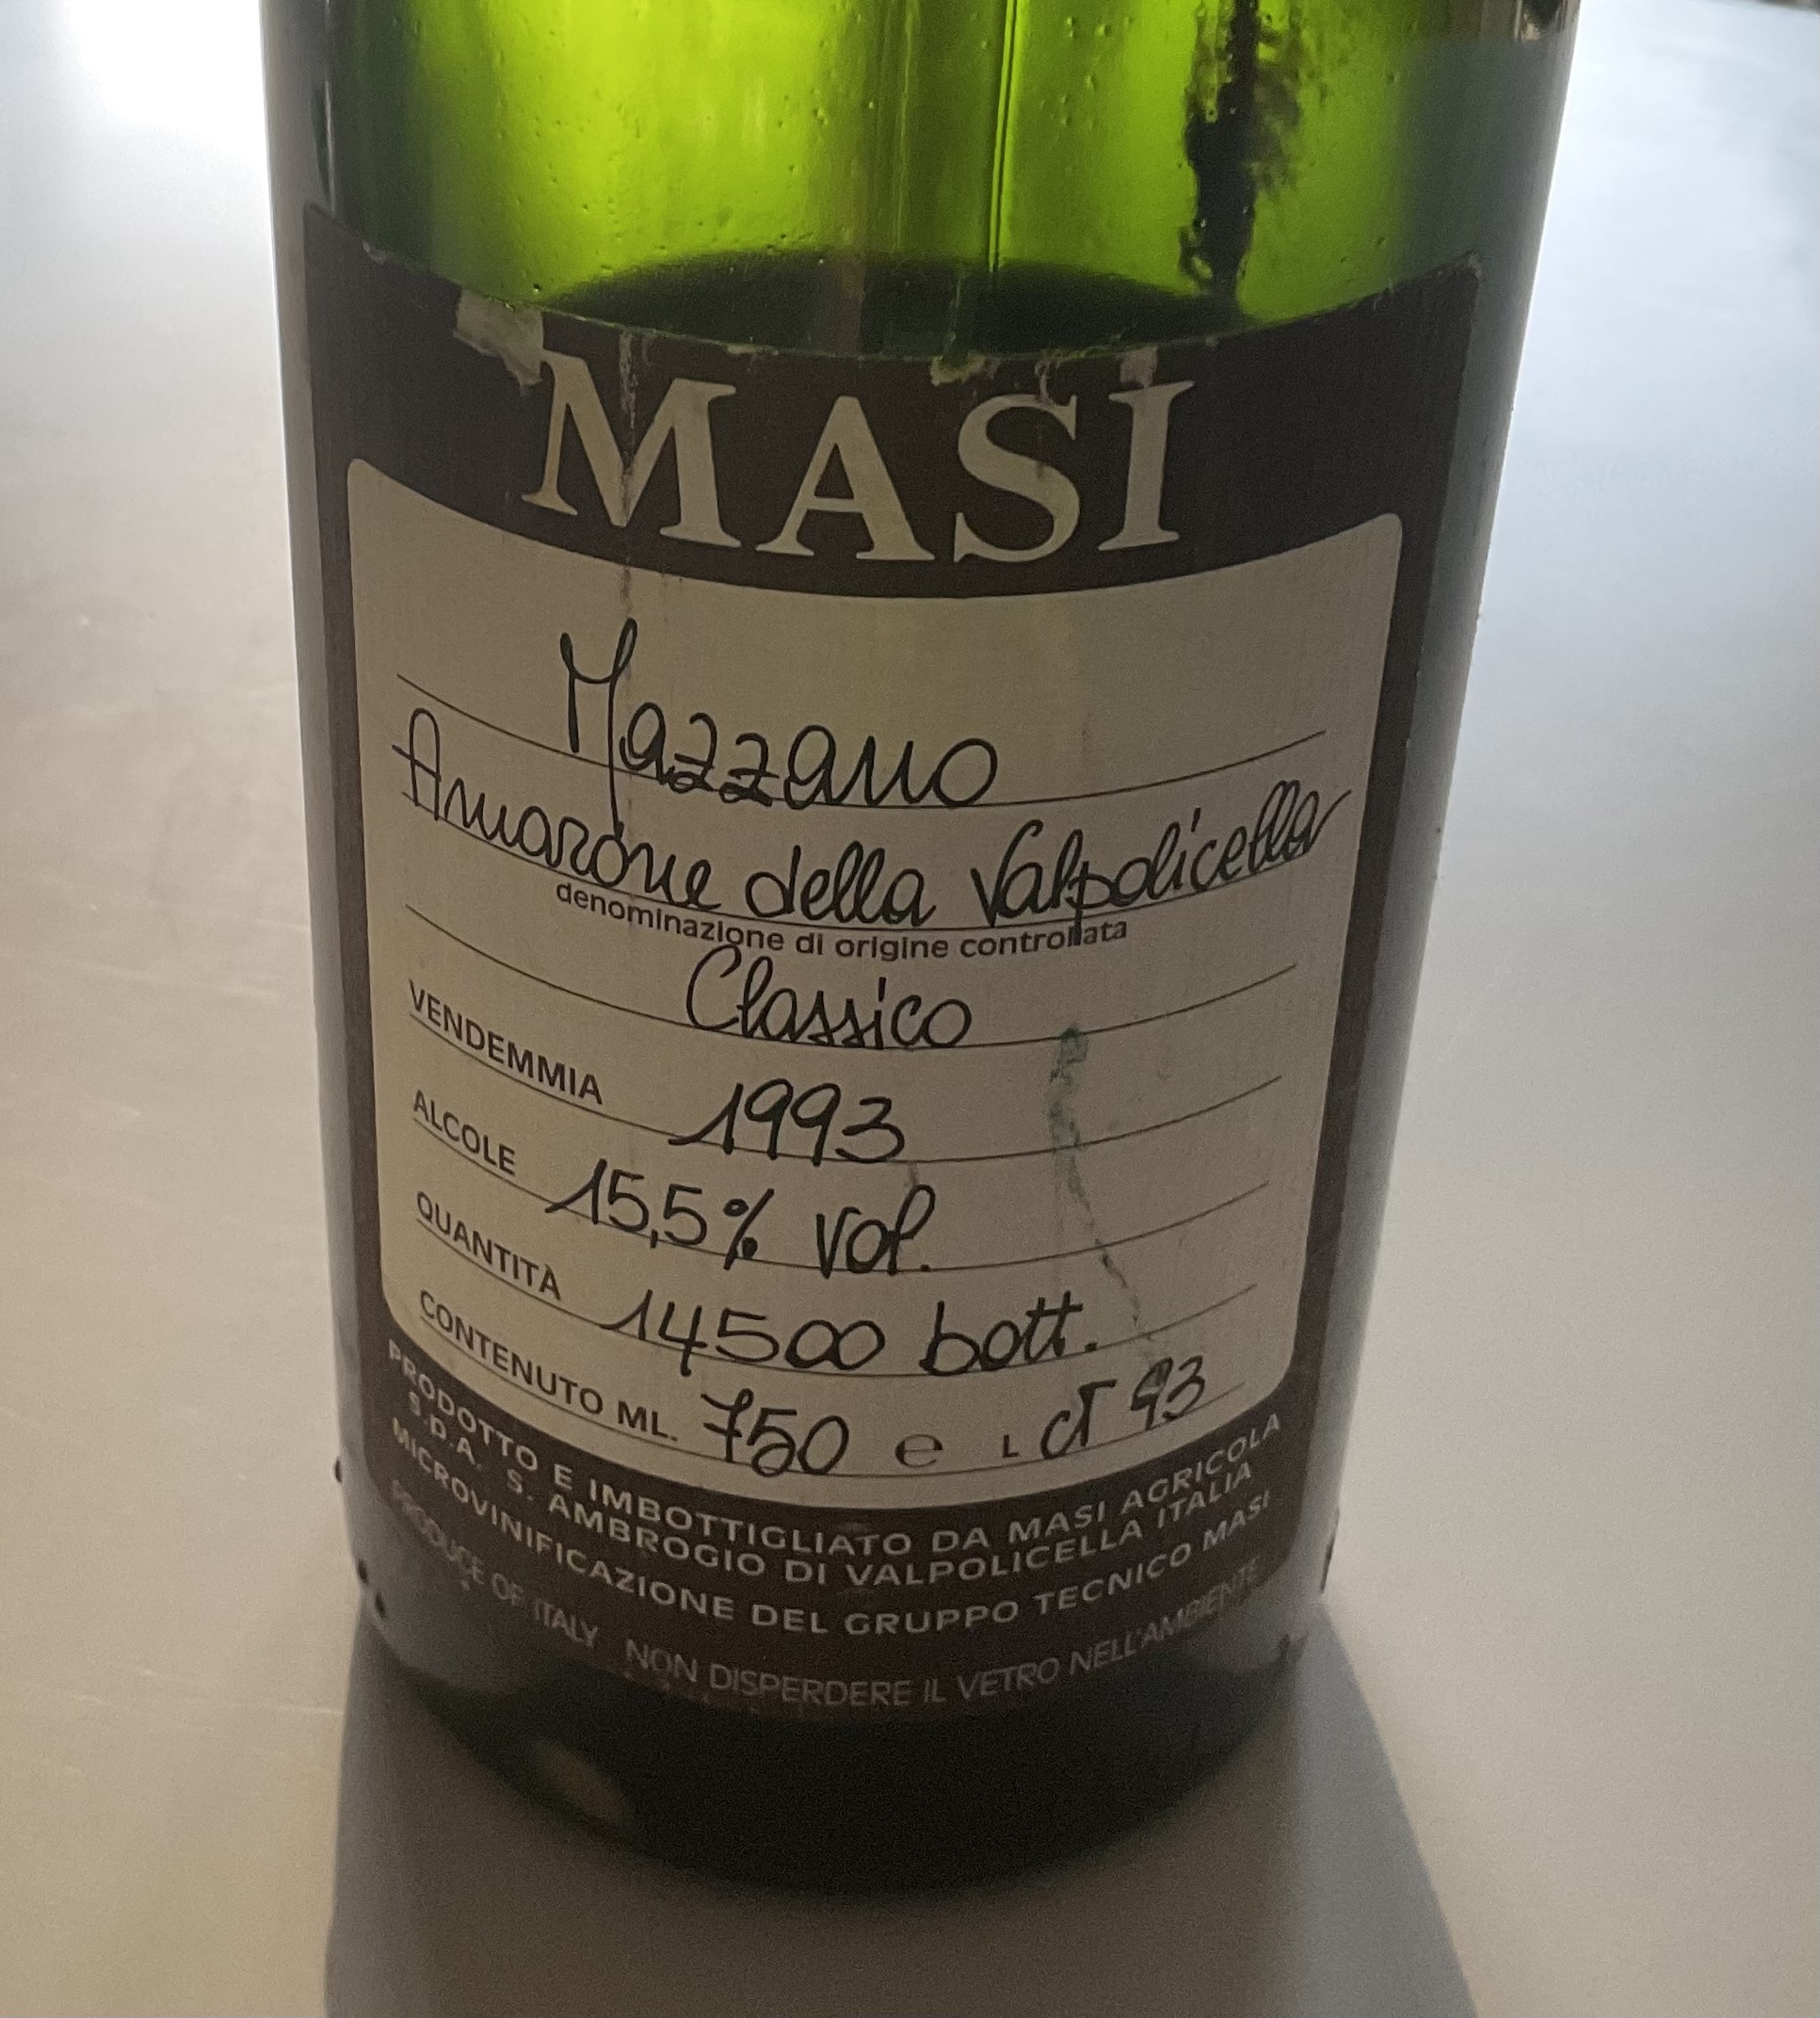 MASI
Mazzano
Amarone della Valpolicella
denominazione di origine controllata
Classico
VENDEMMIA 1993
ALCOLE 15,5% vol.
QUANTITÀ 14500 bott.
CONTENUTO ML. 750 e L cT 93
PRODOTTO E IMBOTTIGLIATO DA MASI AGRICOLA
S.P.A. S. AMBROGIO DI VALPOLICELLA ITALIA
MICROVINIFICAZIONE DEL GRUPPO TECNICO MASI
PRODUCE OF ITALY NON DISPERDERE IL VETRO NELL'AMBIENTE